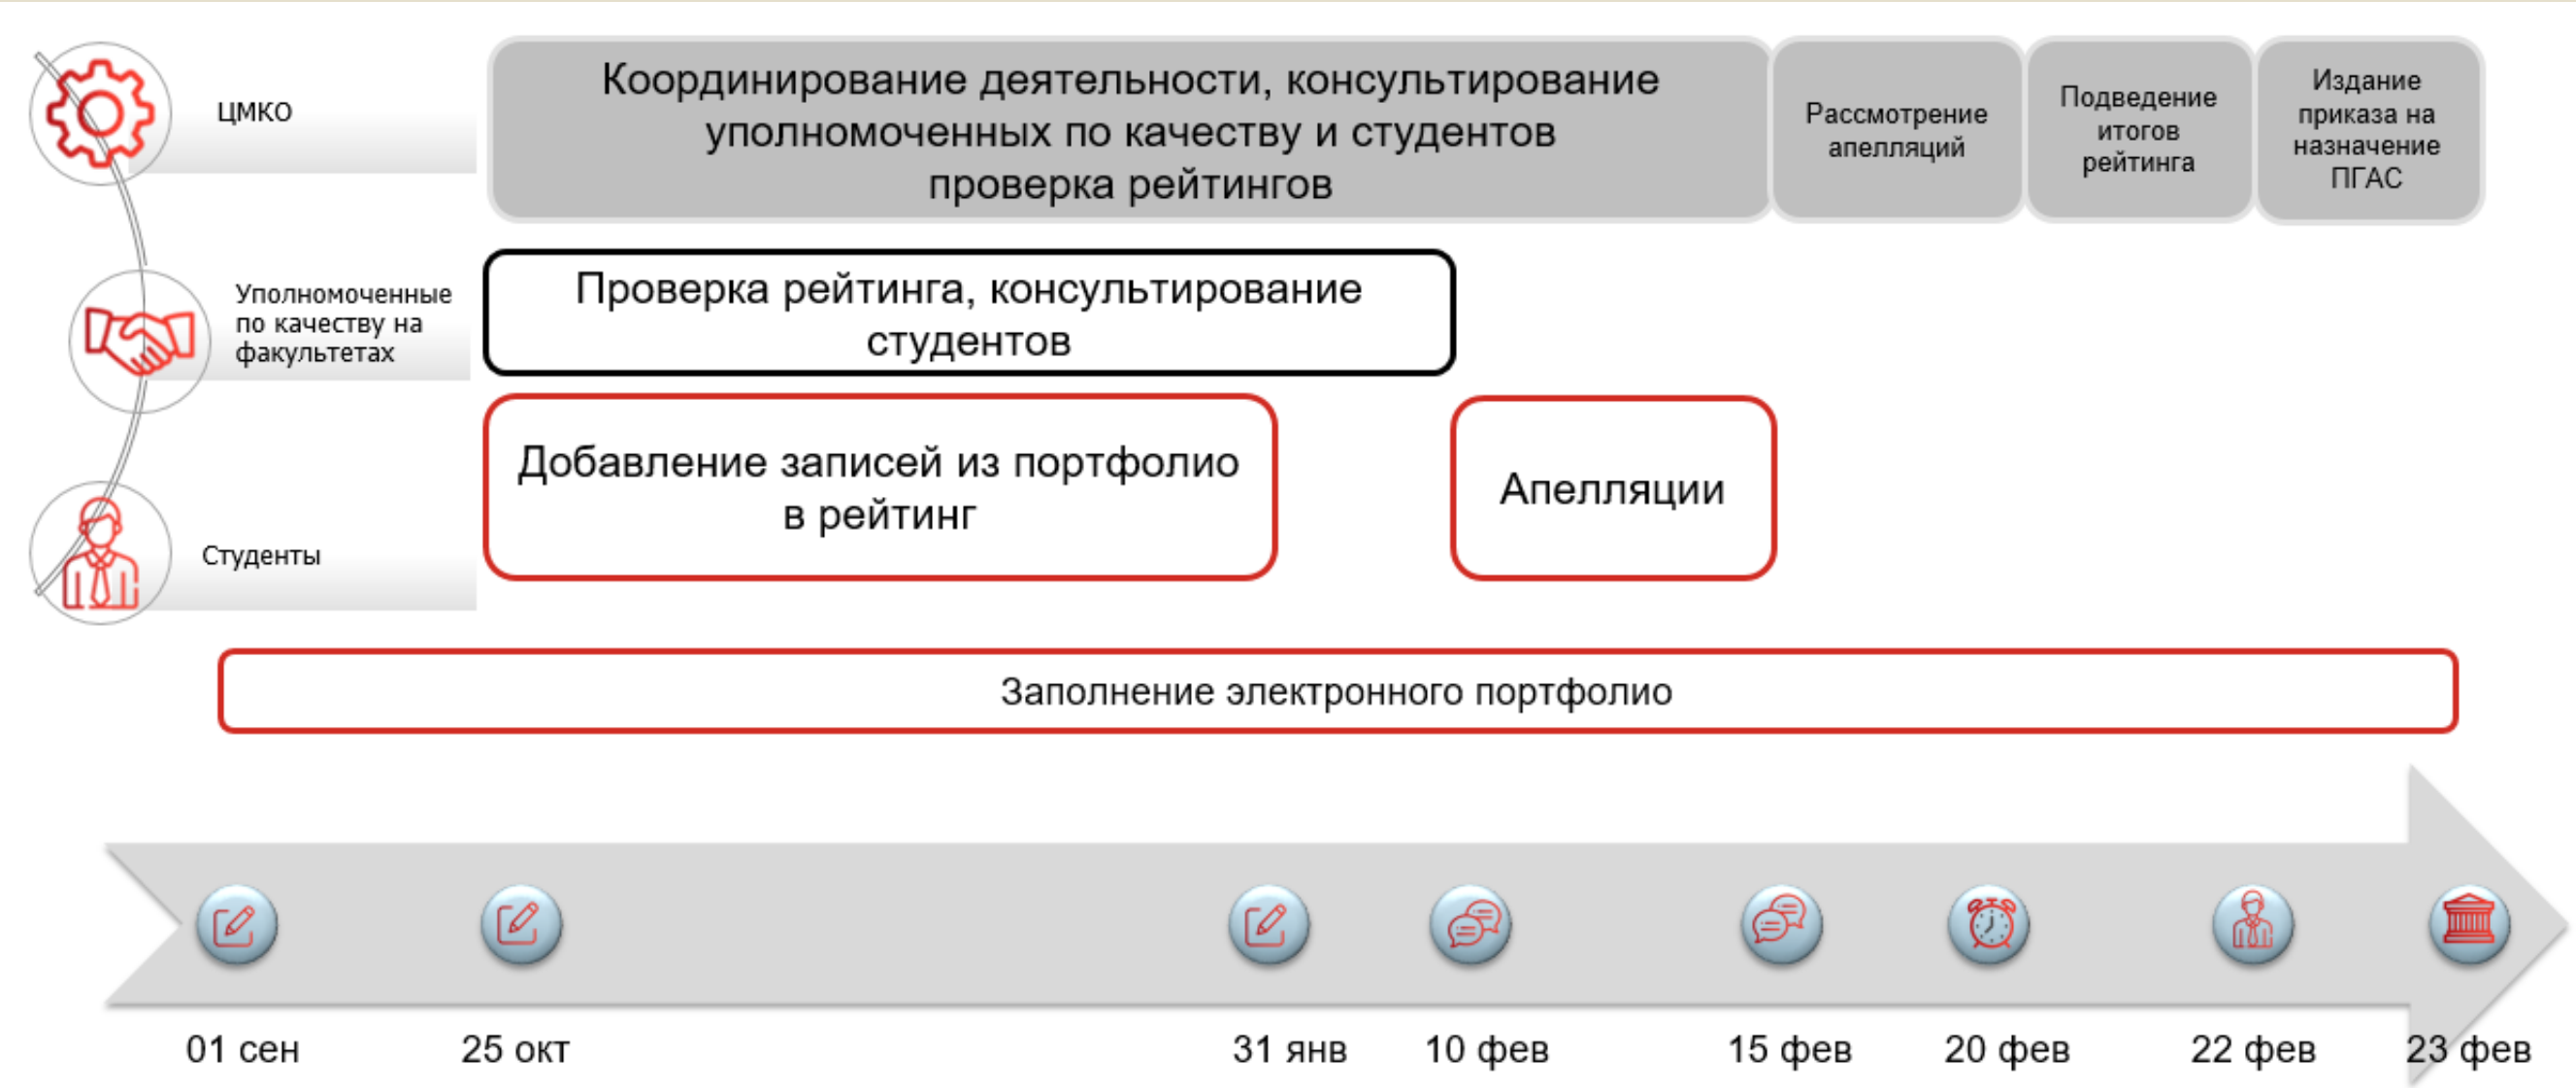 ЦМКО
Координирование деятельности, консультирование
уполномоченных по качеству и студентов
проверка рейтингов
Рассмотрение
апелляций
Подведение
итогов
рейтинга
Издание
приказа на
назначение
ПГАС
Уполномоченные
по качеству на
факультетах
Проверка рейтинга, консультирование
студентов
Студенты
Добавление записей из портфолио
в рейтинг
Апелляции
Заполнение электронного портфолио
01 сен
25 окт
31 янв
10 фев
15 фев
20 фев
22 фев
23 фев